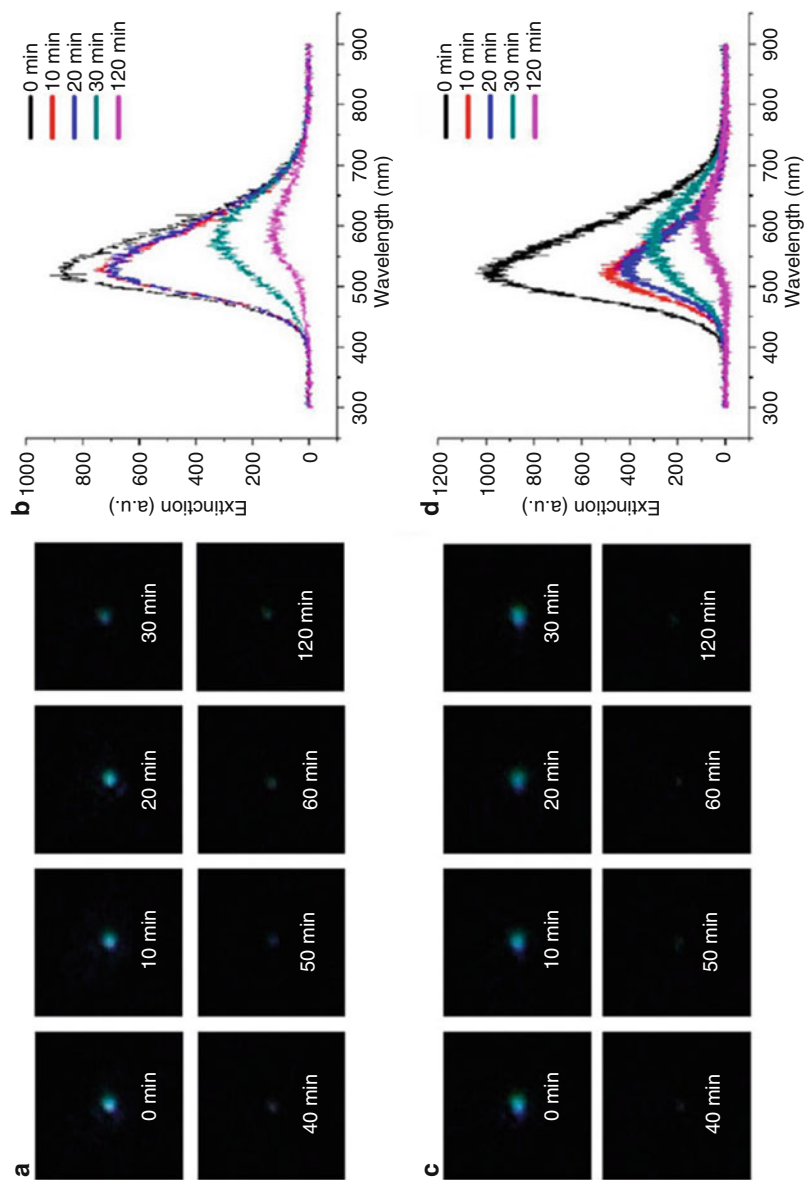 a
0 min
10 min
20 min
30 min
40 min
50 min
60 min
120 min
b
1000
800
600
400
200
0
Extinction (a.u.)
300 400 500 600 700 800 900
Wavelength (nm)
0 min
10 min
20 min
30 min
120 min
c
0 min
10 min
20 min
30 min
40 min
50 min
60 min
120 min
d
1200
1000
800
600
400
200
0
Extinction (a.u.)
300 400 500 600 700 800 900
Wavelength (nm)
0 min
10 min
20 min
30 min
120 min